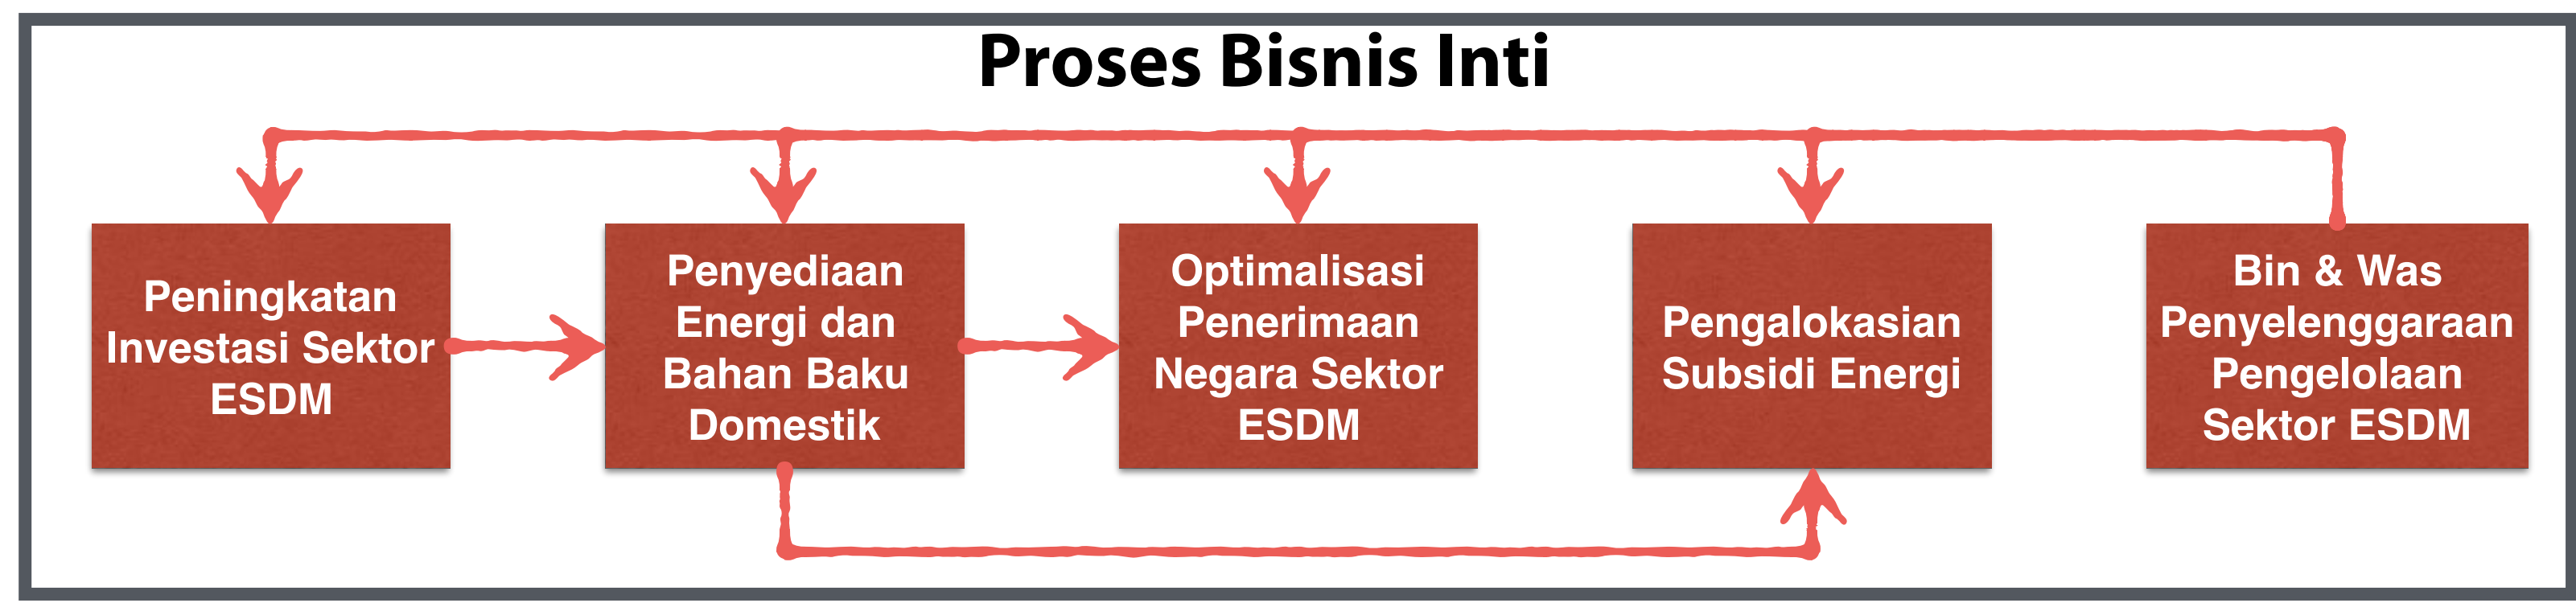 Proses Bisnis Inti
Peningkatan
Investasi Sektor
ESDM
Penyediaan
Energi dan
Bahan Baku
Domestik
Optimalisasi
Penerimaan
Negara Sektor
ESDM
Pengalokasian
Subsidi Energi
Bin & Was
Penyelenggaraan
Pengelolaan
Sektor ESDM